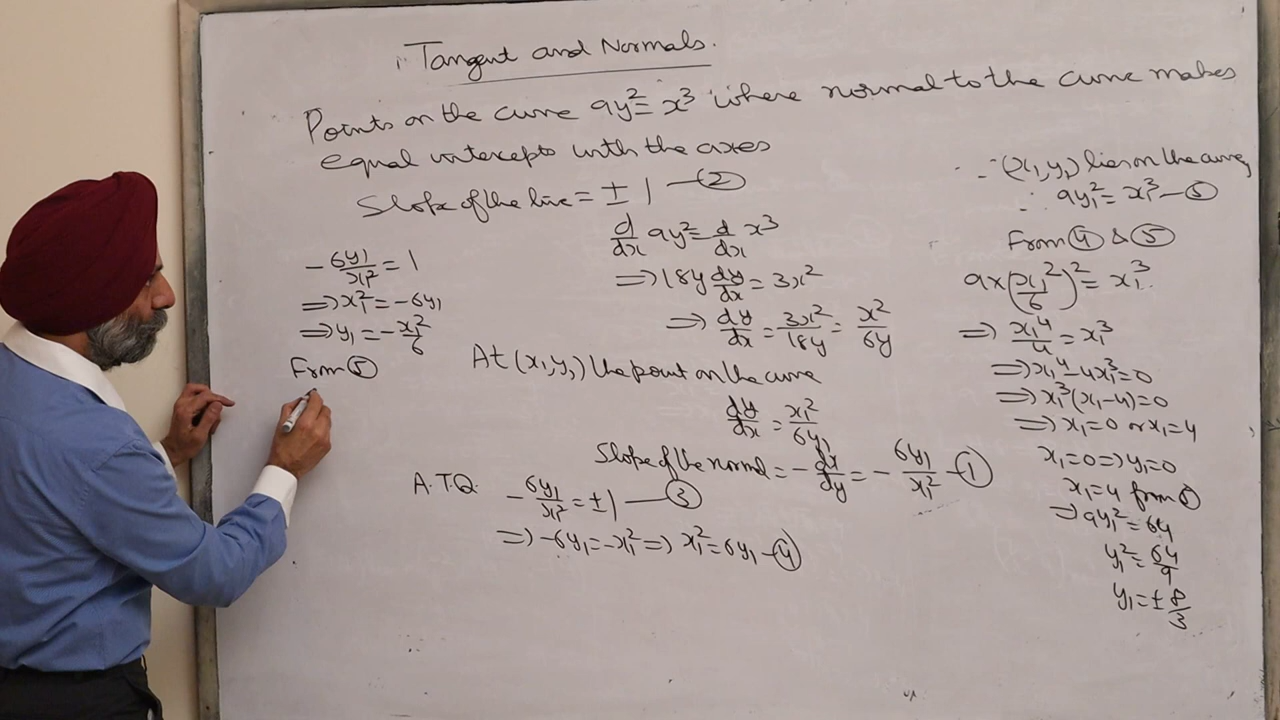 Tangent and Normals.
Points on the curve 9y²= x³ where normal to the curve makes
equal intercepts with the axes
Slope of the line = ± 1 —②
d/dx 9y² = d/dx x³
⇒ 18y dy/dx = 3x²
⇒ dy/dx = 3x²/18y = x²/6y
At (x₁,y₁) the point on the curve
dy/dx = x₁²/6y₁
Slope of the normal = - dx/dy = - 6y₁/x₁² —①
A.T.Q. - 6y₁/x₁² = ±1 —③
⇒ -6y₁ = -x₁² ⇒ x₁² = 6y₁ —④
∵ (x₁,y₁) lies on the curve
∴ 9y₁² = x₁³ —⑤
From ④ & ⑤
9x(x₁²/6)² = x₁³
⇒ x₁⁴/4 = x₁³
⇒ x₁⁴ - 4x₁³ = 0
⇒ x₁³(x₁-4) = 0
⇒ x₁=0 or x₁=4
x₁=0 ⇒ y₁=0
x₁=4 from ⑤
⇒ 9y₁² = 64
y₁² = 64/9
y₁ = ± 8/3
- 6y₁/x₁² = 1
⇒ x₁² = -6y₁
⇒ y₁ = - x₁²/6
From ⑤